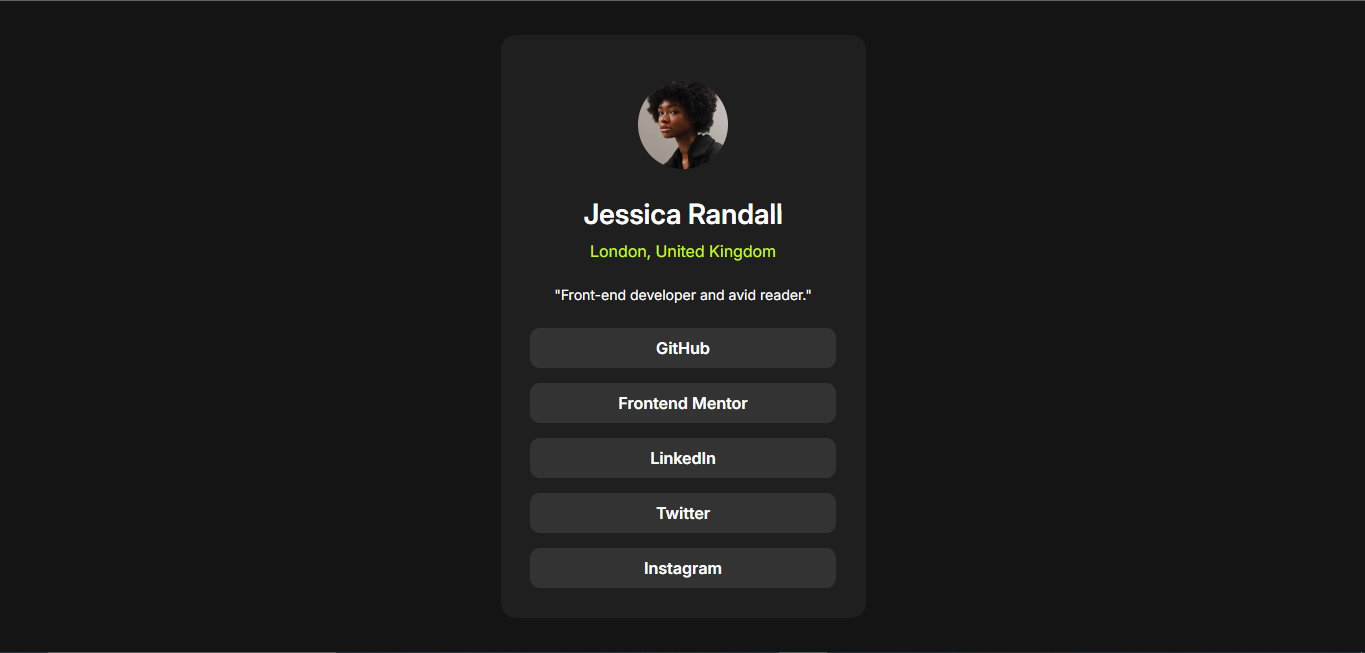 Jessica Randall
London, United Kingdom
"Front-end developer and avid reader."
GitHub
Frontend Mentor
LinkedIn
Twitter
Instagram